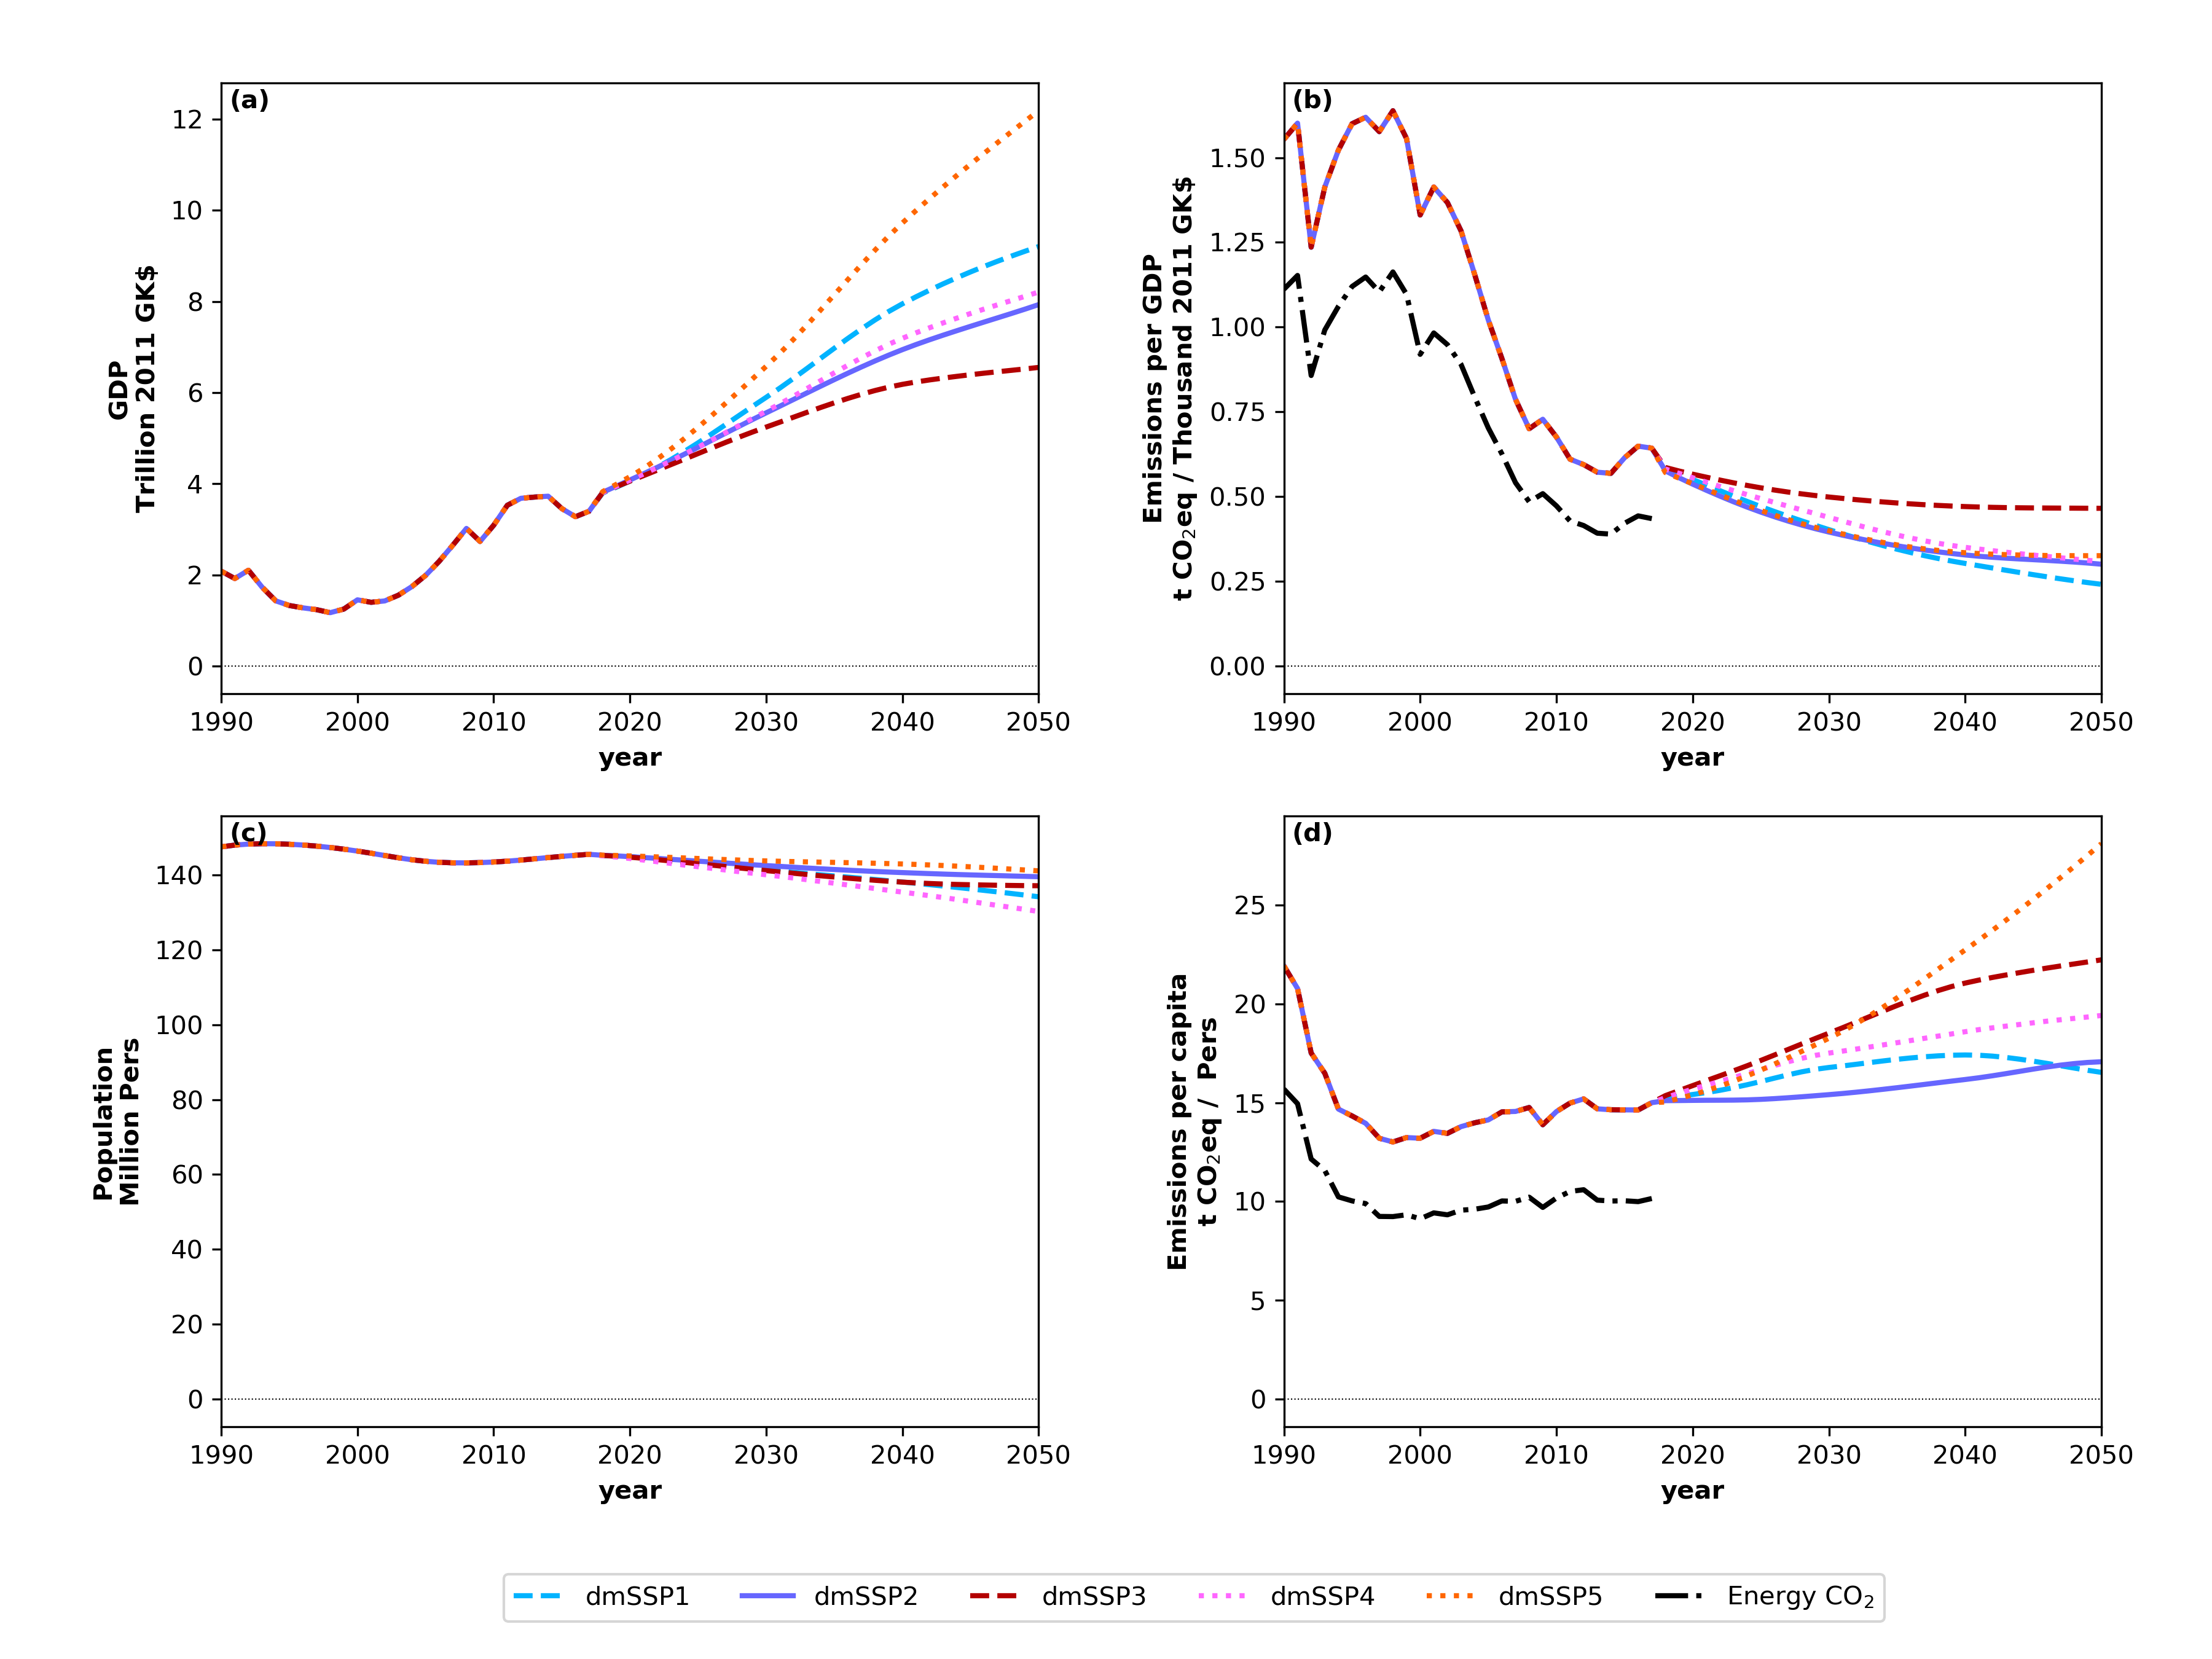 (a)
GDP
Trillion 2011 GK$
12
10
8
6
4
2
0
1990 2000 2010 2020 2030 2040 2050
year
(b)
Emissions per GDP
t CO₂eq / Thousand 2011 GK$
1.50
1.25
1.00
0.75
0.50
0.25
0.00
1990 2000 2010 2020 2030 2040 2050
year
(c)
Population
Million Pers
140
120
100
80
60
40
20
0
1990 2000 2010 2020 2030 2040 2050
year
(d)
Emissions per capita
t CO₂eq / Pers
25
20
15
10
5
0
1990 2000 2010 2020 2030 2040 2050
year
dmSSP1 dmSSP2 dmSSP3 dmSSP4 dmSSP5 Energy CO₂